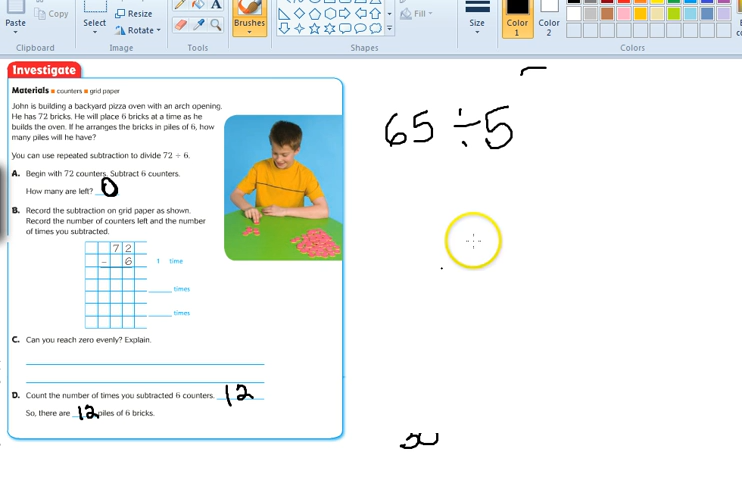 Paste
Copy
Select
Resize
Rotate
A
Brushes
Fill
Size
Color 1
Color 2
Clipboard
Image
Tools
Shapes
Colors
Investigate
Materials ■ counters ■ grid paper
John is building a backyard pizza oven with an arch opening.
He has 72 bricks. He will place 6 bricks at a time as he
builds the oven. If he arranges the bricks in piles of 6, how
many piles will he have?
You can use repeated subtraction to divide 72 ÷ 6.
A. Begin with 72 counters. Subtract 6 counters.
How many are left? 0
B. Record the subtraction on grid paper as shown.
Record the number of counters left and the number
of times you subtracted.
72
- 6 1 time
____ times
____ times
C. Can you reach zero evenly? Explain.
D. Count the number of times you subtracted 6 counters. 12
So, there are 12 piles of 6 bricks.
65 ÷ 5